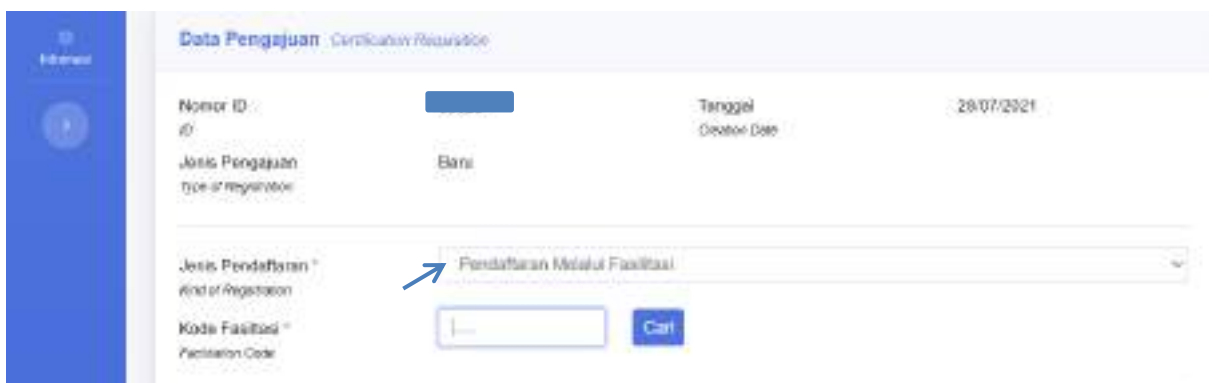 Informasi
Data Pengajuan Certification Requisition
Nomor ID
ID
Tanggal
Creation Date
28/07/2021
Jenis Pengajuan
Type of Registration
Baru
Jenis Pendaftaran *
Kind of Registration
Pendaftaran Melalui Fasilitasi
Kode Fasilitasi *
Facilitation Code
Cari